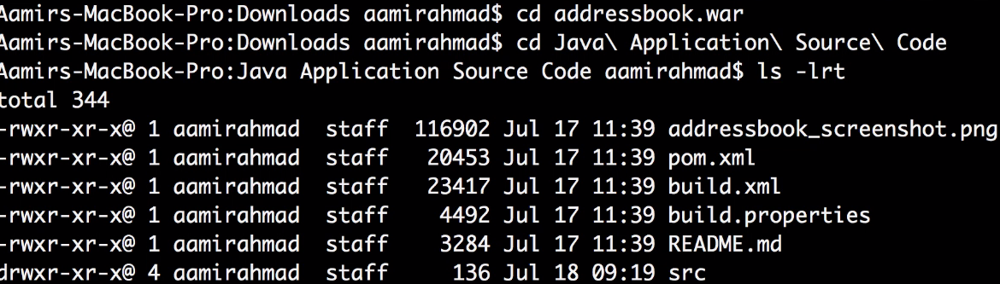 Aamirs-MacBook-Pro:Downloads aamirahmad$ cd addressbook.war
Aamirs-MacBook-Pro:Downloads aamirahmad$ cd Java\ Application\ Source\ Code
Aamirs-MacBook-Pro:Java Application Source Code aamirahmad$ ls -lrt
total 344
-rwxr-xr-x@ 1 aamirahmad  staff  116902 Jul 17 11:39 addressbook_screenshot.png
-rwxr-xr-x@ 1 aamirahmad  staff   20453 Jul 17 11:39 pom.xml
-rwxr-xr-x@ 1 aamirahmad  staff   23417 Jul 17 11:39 build.xml
-rwxr-xr-x@ 1 aamirahmad  staff    4492 Jul 17 11:39 build.properties
-rwxr-xr-x@ 1 aamirahmad  staff    3284 Jul 17 11:39 README.md
drwxr-xr-x@ 4 aamirahmad  staff     136 Jul 18 09:19 src